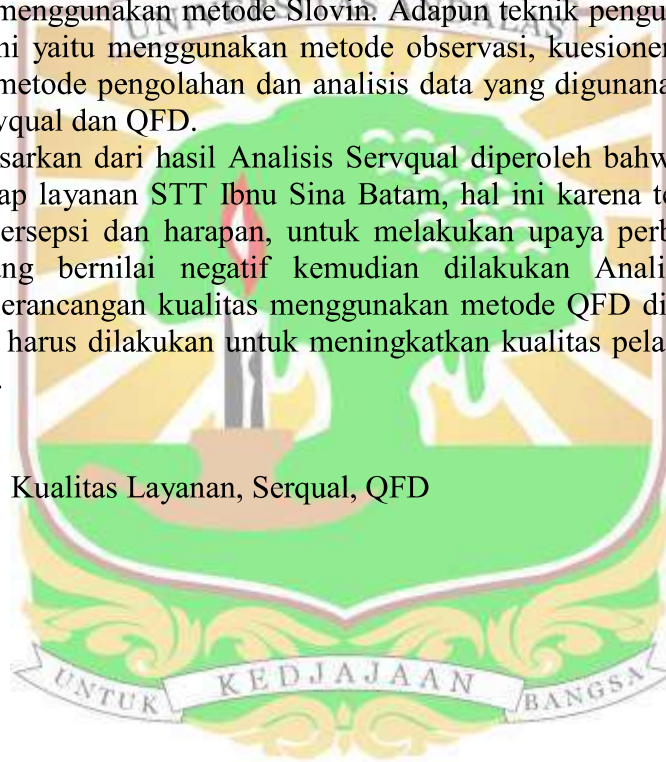 menggunakan metode Slovin. Adapun teknik pengu
UNIVERSITAS ANDALAS
ni yaitu menggunakan metode observasi, kuesioner
metode pengolahan dan analisis data yang digunana
vqual dan QFD.
sarkan dari hasil Analisis Servqual diperoleh bahw
ap layanan STT Ibnu Sina Batam, hal ini karena te
ersepsi dan harapan, untuk melakukan upaya perb
ng bernilai negatif kemudian dilakukan Anali
erancangan kualitas menggunakan metode QFD di
harus dilakukan untuk meningkatkan kualitas pela
.
Kualitas Layanan, Serqual, QFD
UNTUK KEDJAJAAN BANGSA